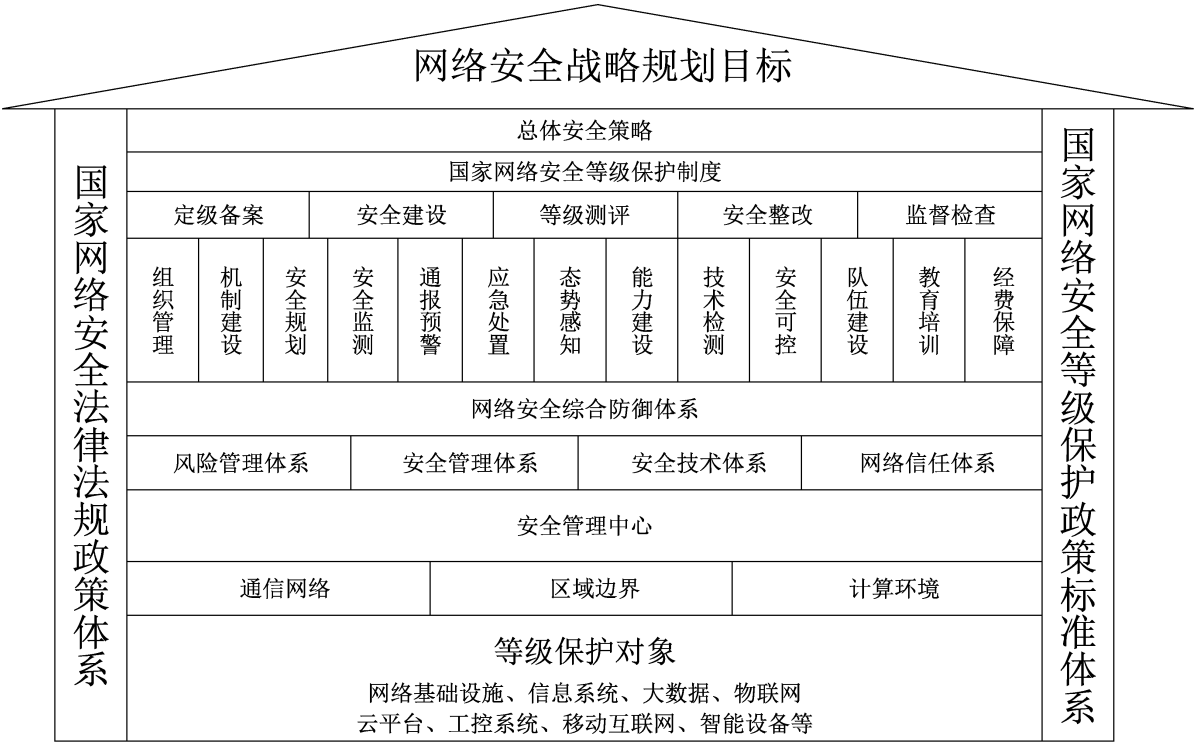 网络安全战略规划目标
国家网络安全法律法规政策体系
总体安全策略
国家网络安全等级保护制度
定级备案
安全建设
等级测评
安全整改
监督检查
组织管理
机制建设
安全规划
安全监测
通报预警
应急处置
态势感知
能力建设
技术检测
安全可控
队伍建设
教育培训
经费保障
网络安全综合防御体系
风险管理体系
安全管理体系
安全技术体系
网络信任体系
安全管理中心
通信网络
区域边界
计算环境
等级保护对象
网络基础设施、信息系统、大数据、物联网
云平台、工控系统、移动互联网、智能设备等
国家网络安全等级保护政策标准体系